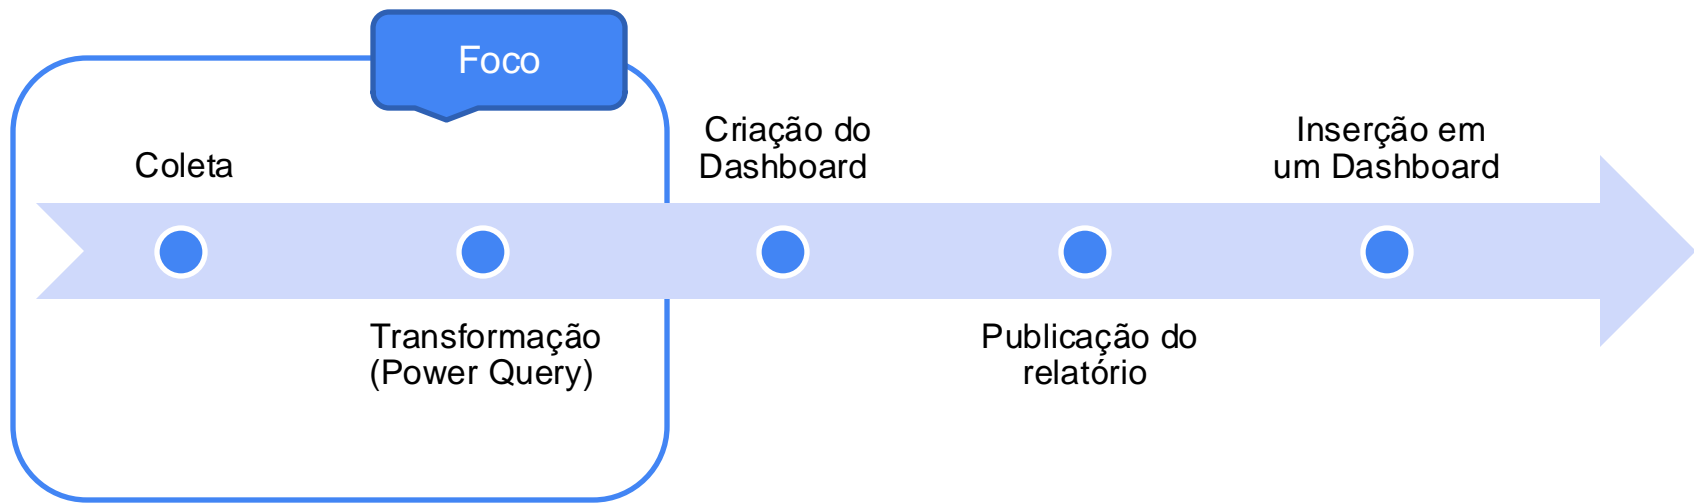 Foco
Coleta
Transformação
(Power Query)
Criação do
Dashboard
Publicação do
relatório
Inserção em
um Dashboard